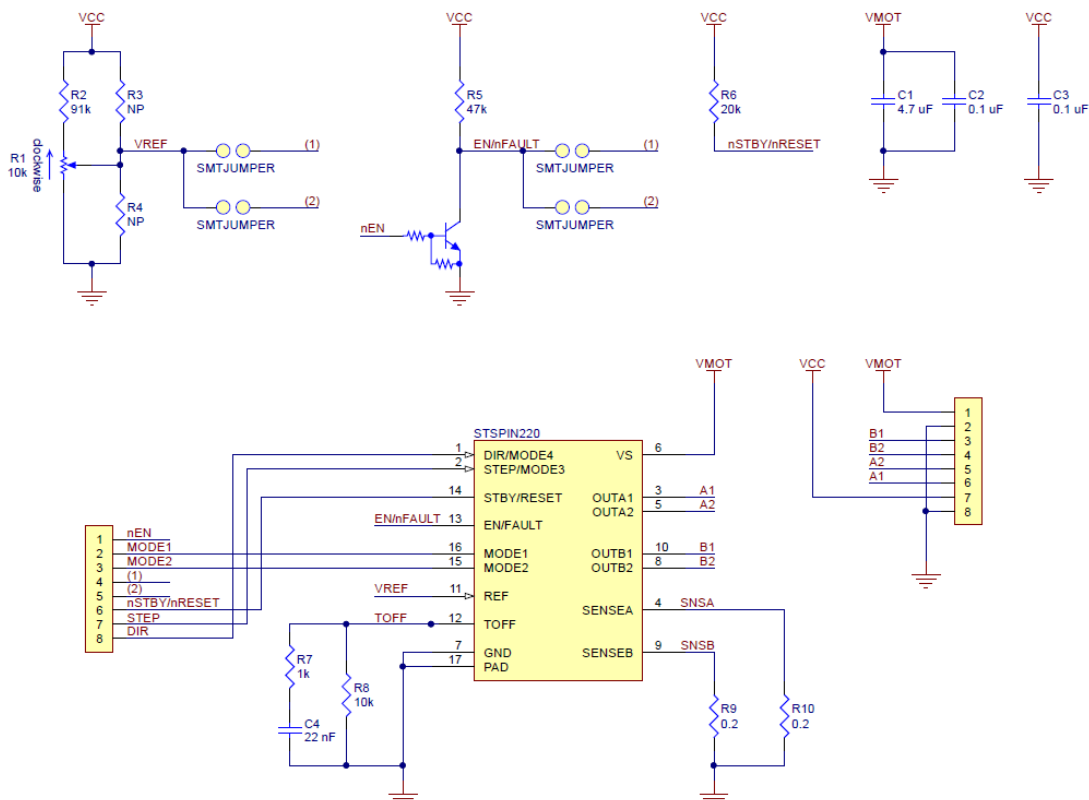 VCC
R2
91k
R3
NP
R1
10k
clockwise
VREF
(1)
SMTJUMPER
R4
NP
(2)
SMTJUMPER
VCC
R5
47k
EN/nFAULT
(1)
SMTJUMPER
(2)
SMTJUMPER
nEN
VCC
R6
20k
nSTBY/nRESET
VMOT
C1
4.7 uF
C2
0.1 uF
VCC
C3
0.1 uF
VMOT
VCC
VMOT
1
2
B1 3
B2 4
A2 5
A1 6
7
8
STSPIN220
1 DIR/MODE4
2 STEP/MODE3
14 STBY/RESET
EN/nFAULT 13 EN/FAULT
16 MODE1
15 MODE2
VREF 11 REF
TOFF 12 TOFF
7 GND
17 PAD
VS 6
OUTA1 3 A1
OUTA2 5 A2
OUTB1 10 B1
OUTB2 8 B2
SENSEA 4 SNSA
SENSEB 9 SNSB
1 nEN
2 MODE1
3 MODE2
4 (1)
5 (2)
6 nSTBY/nRESET
7 STEP
8 DIR
R7
1k
R8
10k
C4
22 nF
R9
0.2
R10
0.2